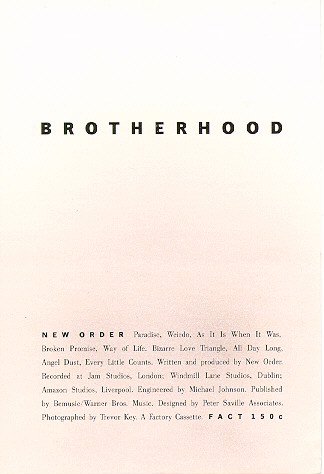 BROTHERHOOD
NEW ORDER Paradise, Weirdo, As It Is When It Was,
Broken Promise, Way of Life. Bizarre Love Triangle, All Day Long,
Angel Dust, Every Little Counts. Written and produced by New Order.
Recorded at Jam Studios, London; Windmill Lane Studios, Dublin;
Amazon Studios, Liverpool. Engineered by Michael Johnson. Published
by Bemusic/Warner Bros. Music. Designed by Peter Saville Associates.
Photographed by Trevor Key. A Factory Cassette. FACT 150c